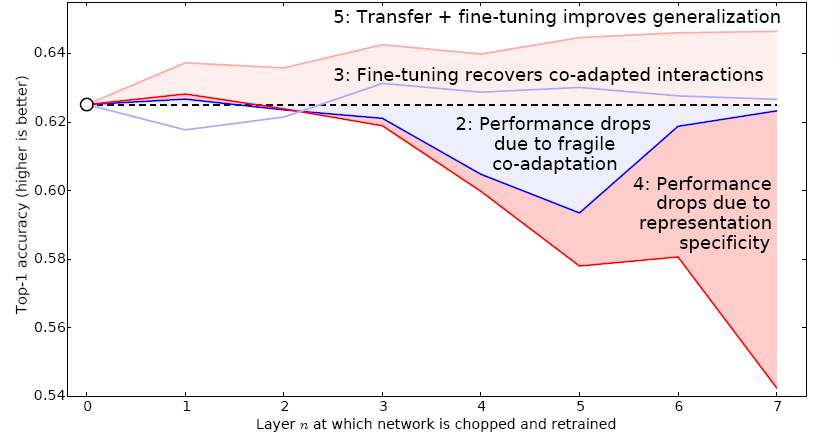 5: Transfer + fine-tuning improves generalization
3: Fine-tuning recovers co-adapted interactions
2: Performance drops
due to fragile
co-adaptation
4: Performance
drops due to
representation
specificity
Top-1 accuracy (higher is better)
0.64
0.62
0.60
0.58
0.56
0.54
0 1 2 3 4 5 6 7
Layer n at which network is chopped and retrained